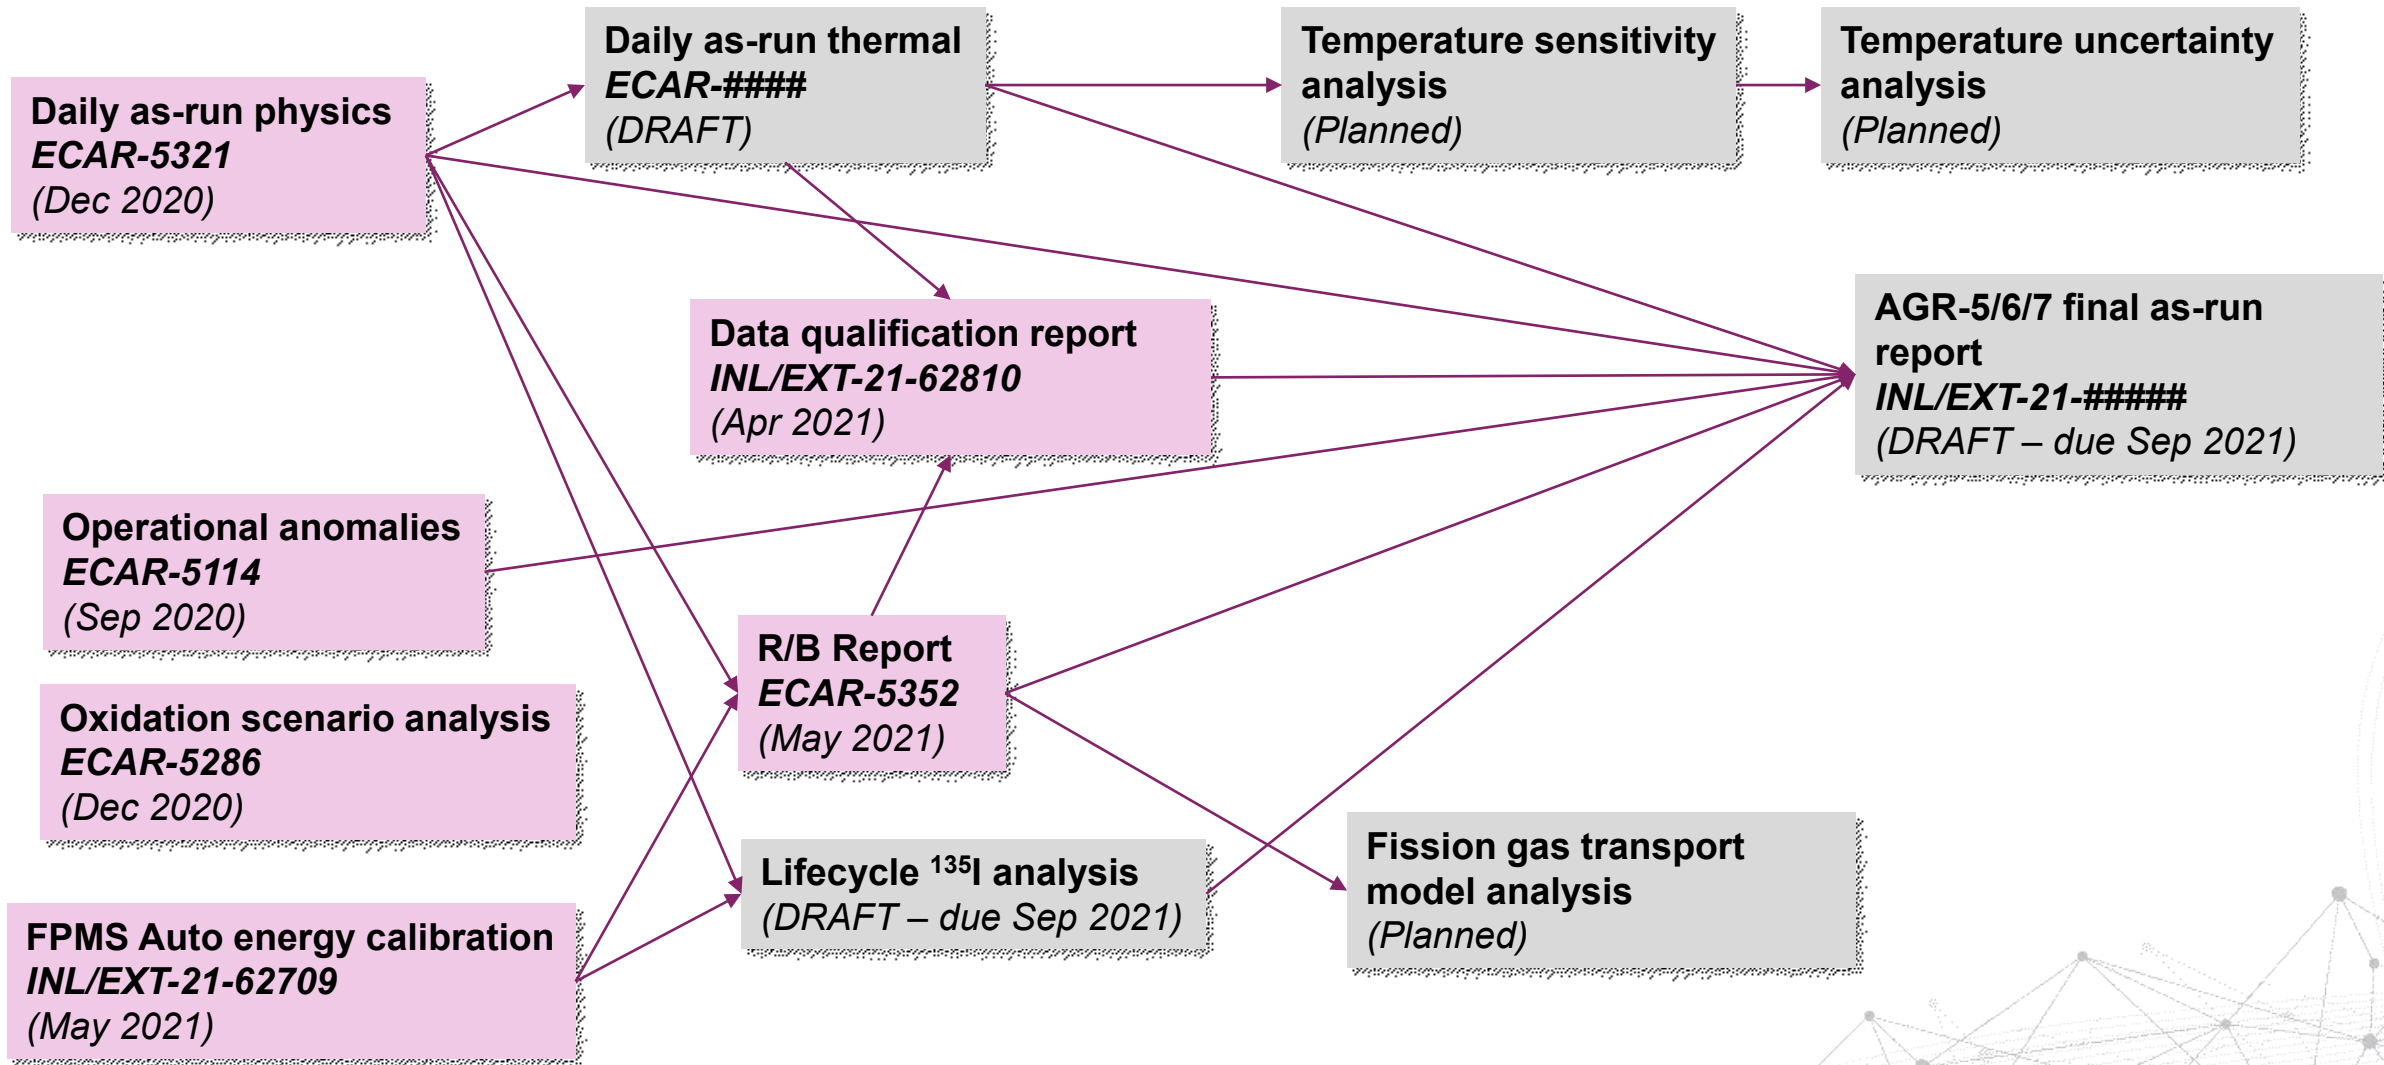 Daily as-run physics
ECAR-5321
(Dec 2020)
Daily as-run thermal
ECAR-####
(DRAFT)
Temperature sensitivity
analysis
(Planned)
Temperature uncertainty
analysis
(Planned)
Data qualification report
INL/EXT-21-62810
(Apr 2021)
AGR-5/6/7 final as-run
report
INL/EXT-21-#####
(DRAFT – due Sep 2021)
Operational anomalies
ECAR-5114
(Sep 2020)
R/B Report
ECAR-5352
(May 2021)
Oxidation scenario analysis
ECAR-5286
(Dec 2020)
Lifecycle ¹³⁵I analysis
(DRAFT – due Sep 2021)
Fission gas transport
model analysis
(Planned)
FPMS Auto energy calibration
INL/EXT-21-62709
(May 2021)